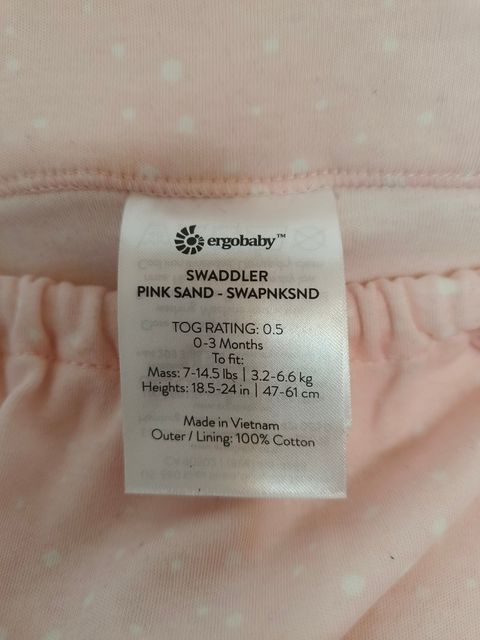 ergobaby™
SWADDLER
PINK SAND - SWAPNKSND
TOG RATING: 0.5
0-3 Months
To fit:
Mass: 7-14.5 lbs | 3.2-6.6 kg
Heights: 18.5-24 in | 47-61 cm
Made in Vietnam
Outer / Lining: 100% Cotton